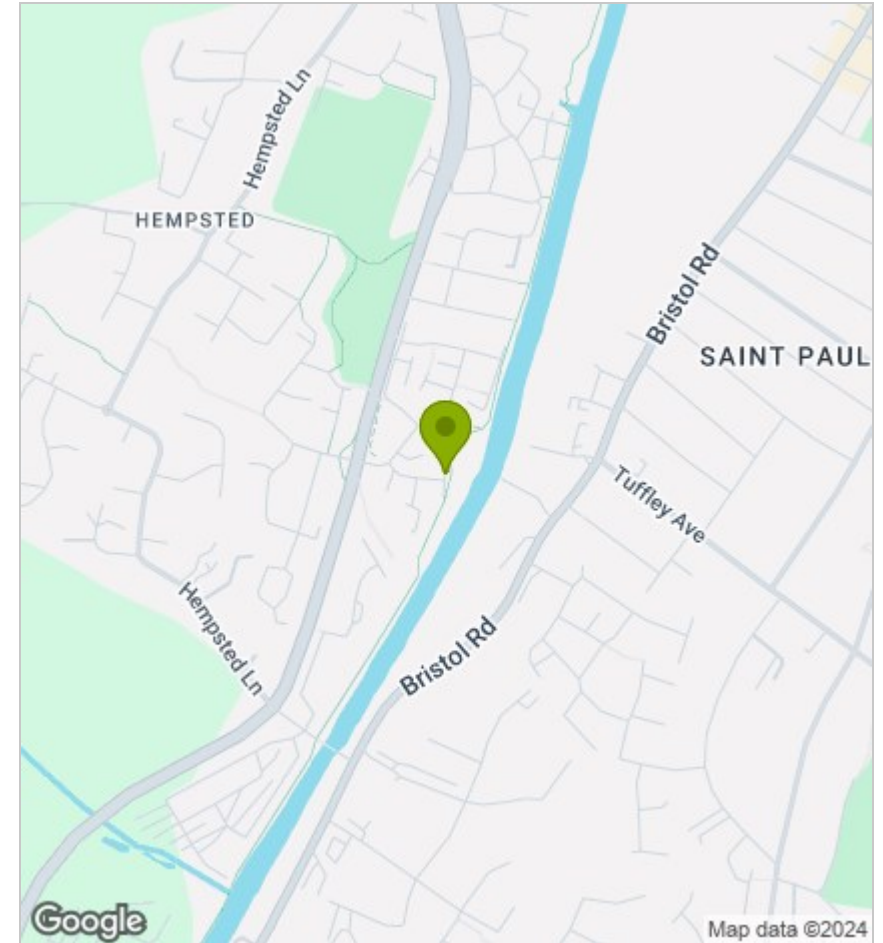 Hempsted Ln
HEMPSTED
Bristol Rd
SAINT PAUL
Tuffley Ave
Hempsted Ln
Bristol Rd
Google
Map data ©2024